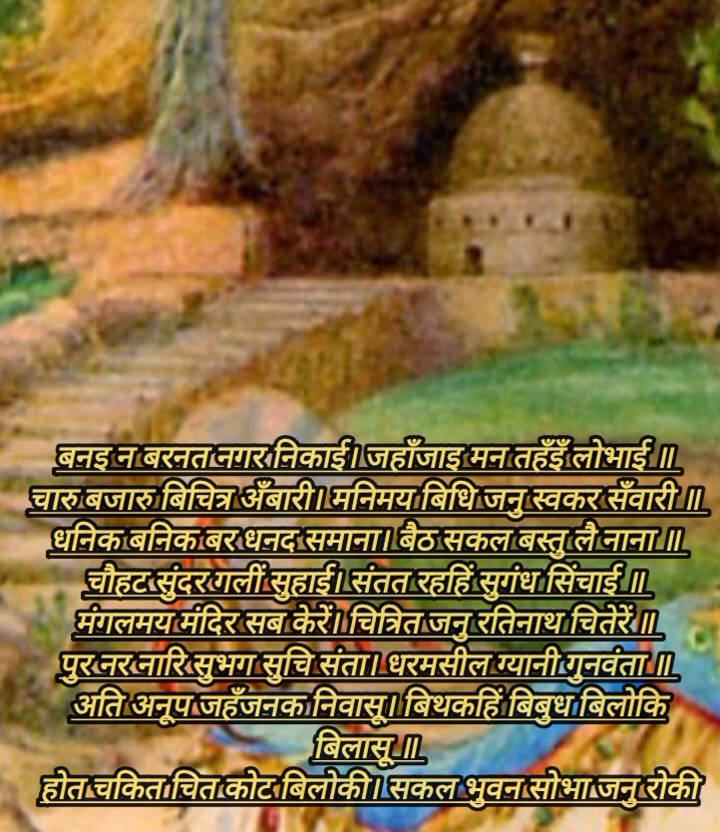 बनइ न बरनत नगर निकाई। जहाँजाइ मन तहँइँ लोभाई ॥
चारु बजारु बिचित्र अँबारी। मनिमय बिधि जनु स्वकर सँवारी ॥
धनिक बनिक बर धनद समाना। बैठ सकल बस्तु लै नाना ॥
चौहट सुंदर गलीं सुहाई। संतत रहहिं सुगंध सिंचाई ॥
मंगलमय मंदिर सब केरें। चित्रित जनु रतिनाथ चितेरें ॥
पुर नर नारि सुभग सुचि संता। धरमसील ग्यानी गुनवंता ॥
अति अनूप जहँ जनक निवासू। बिथकहिं बिबुध बिलोकि
बिलासू ॥
होत चकित चित कोट बिलोकी। सकल भुवन सोभा जनु रोकी